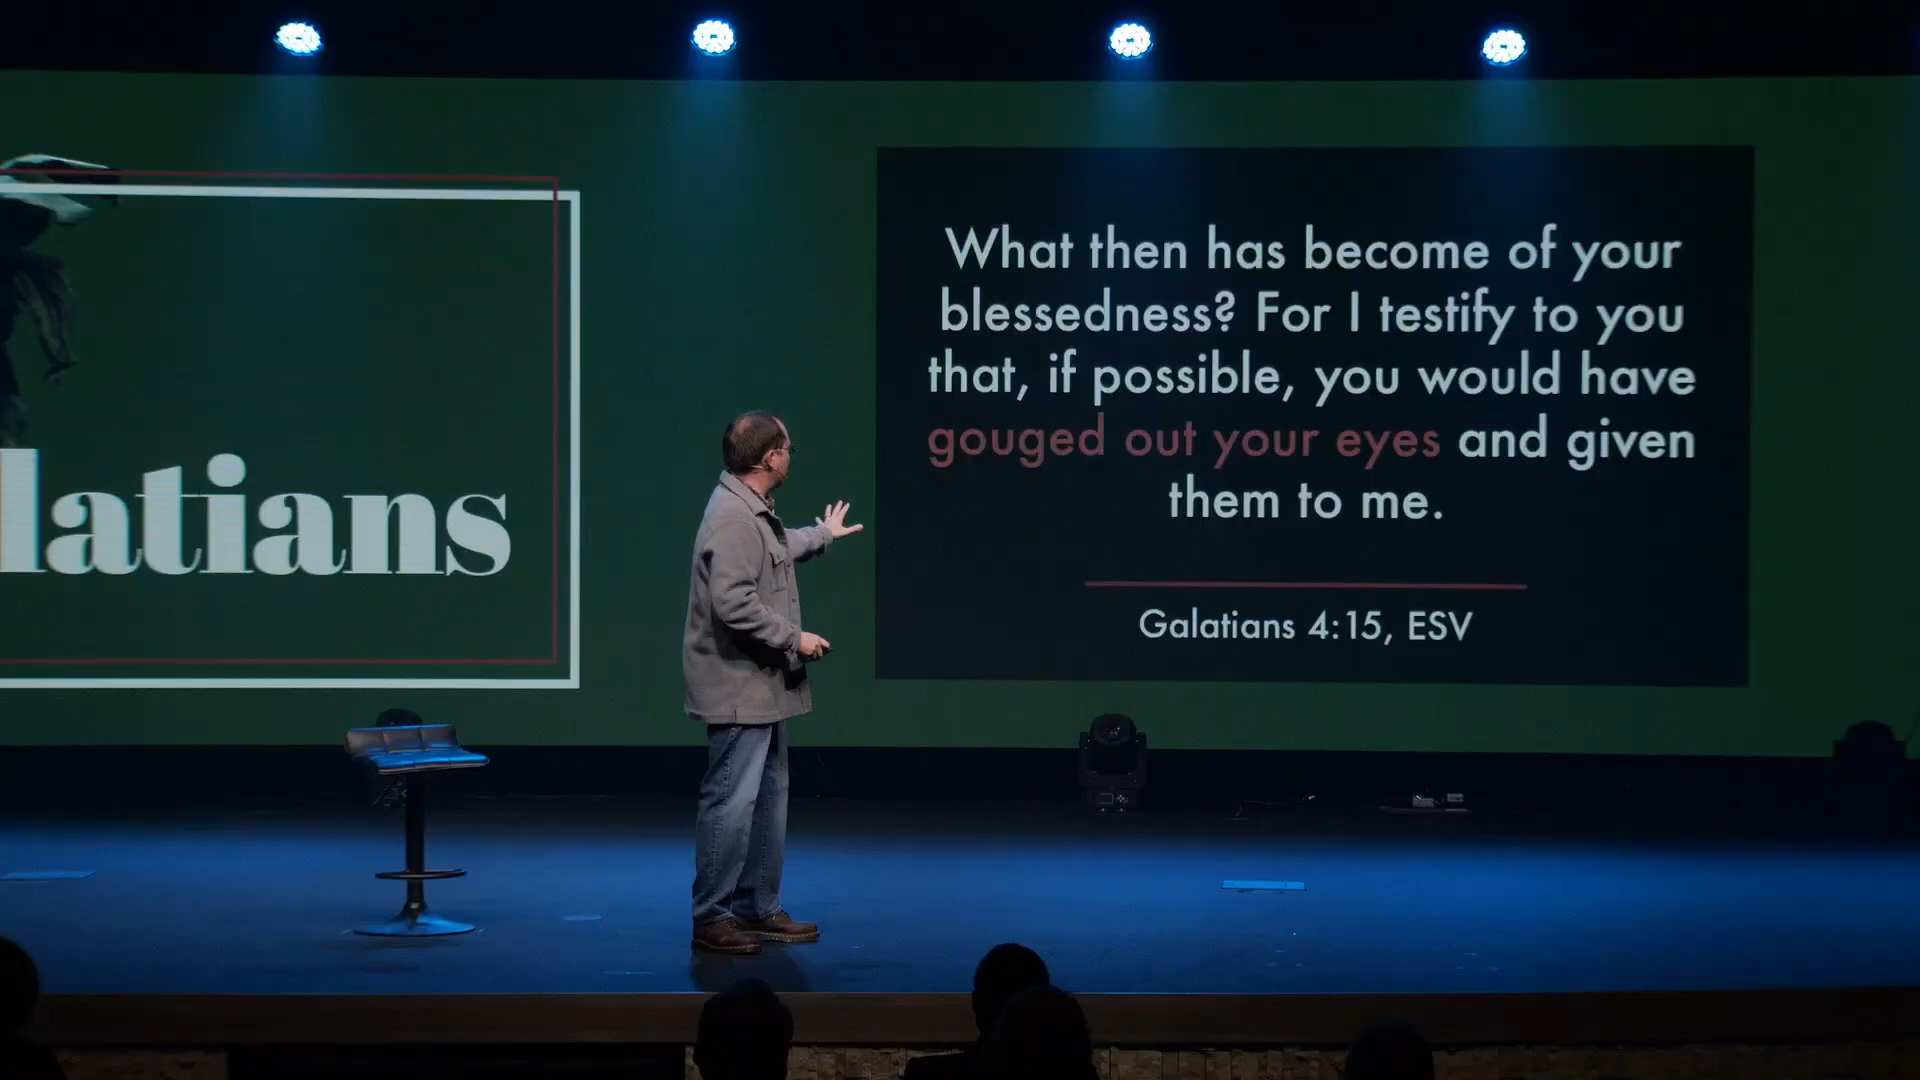 latians
What then has become of your
blessedness? For I testify to you
that, if possible, you would have
gouged out your eyes and given
them to me.
Galatians 4:15, ESV